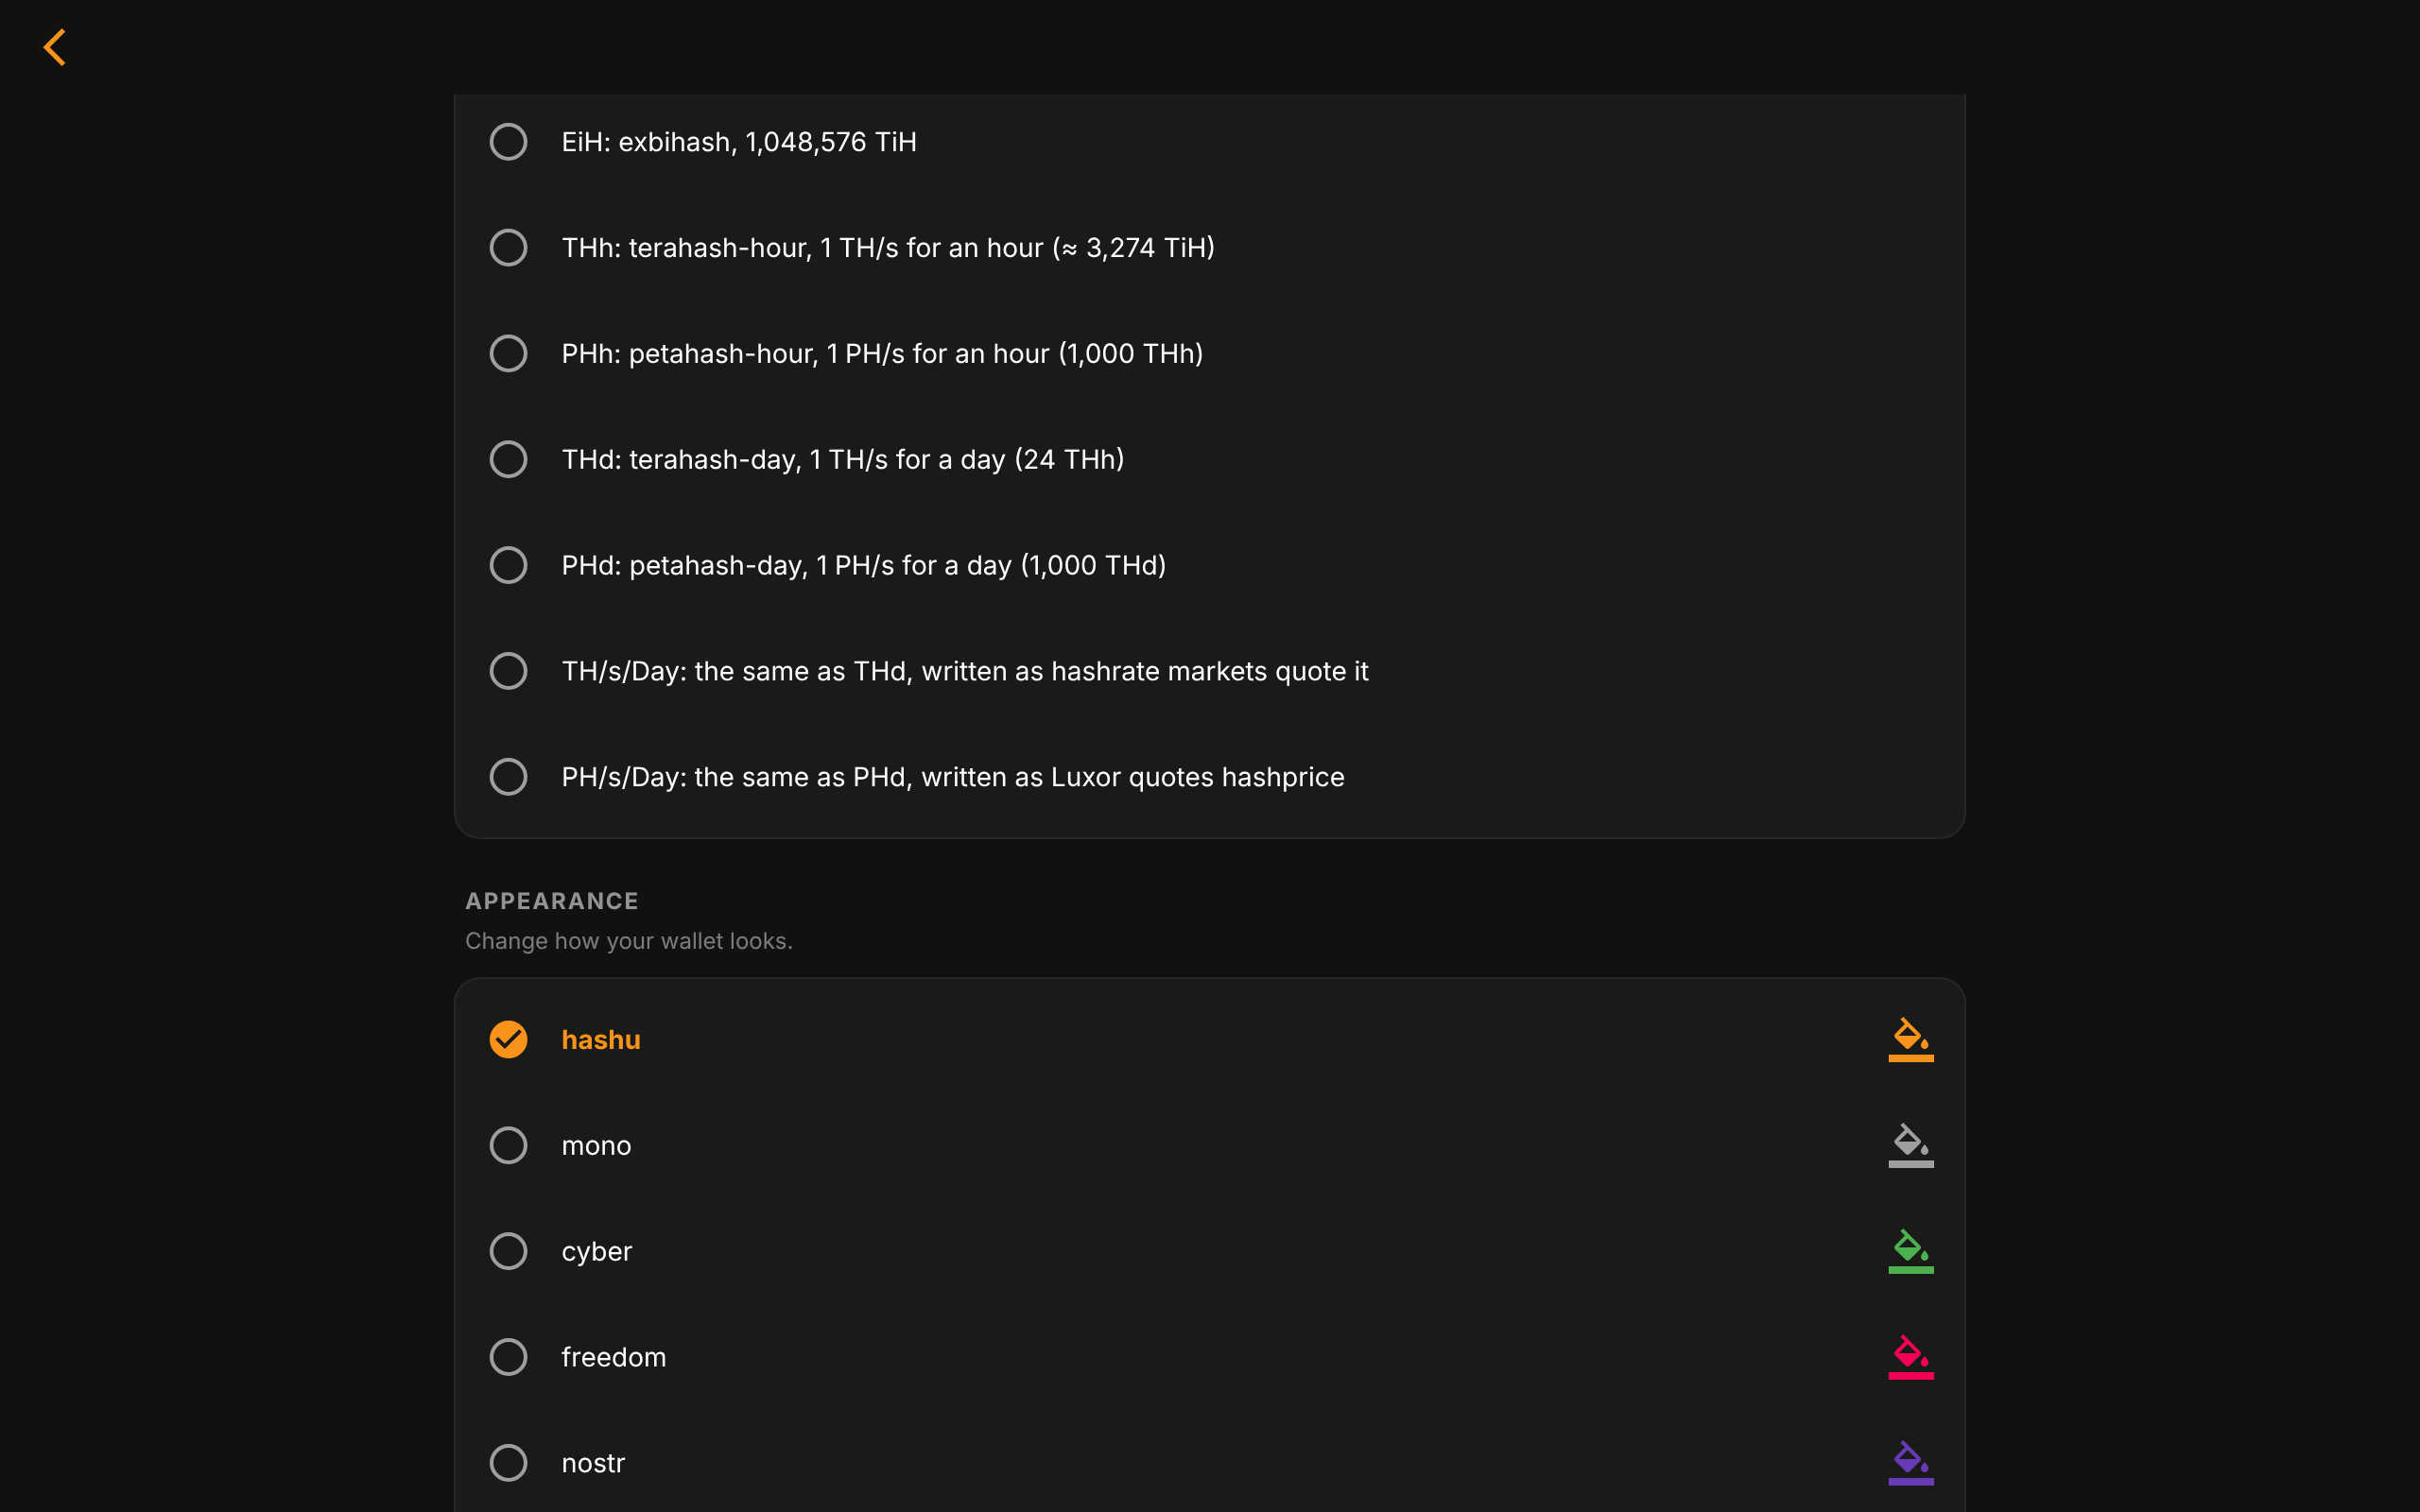 EiH: exbihash, 1,048,576 TiH
THh: terahash-hour, 1 TH/s for an hour (≈ 3,274 TiH)
PHh: petahash-hour, 1 PH/s for an hour (1,000 THh)
THd: terahash-day, 1 TH/s for a day (24 THh)
PHd: petahash-day, 1 PH/s for a day (1,000 THd)
TH/s/Day: the same as THd, written as hashrate markets quote it
PH/s/Day: the same as PHd, written as Luxor quotes hashprice
APPEARANCE
Change how your wallet looks.
hashu
mono
cyber
freedom
nostr